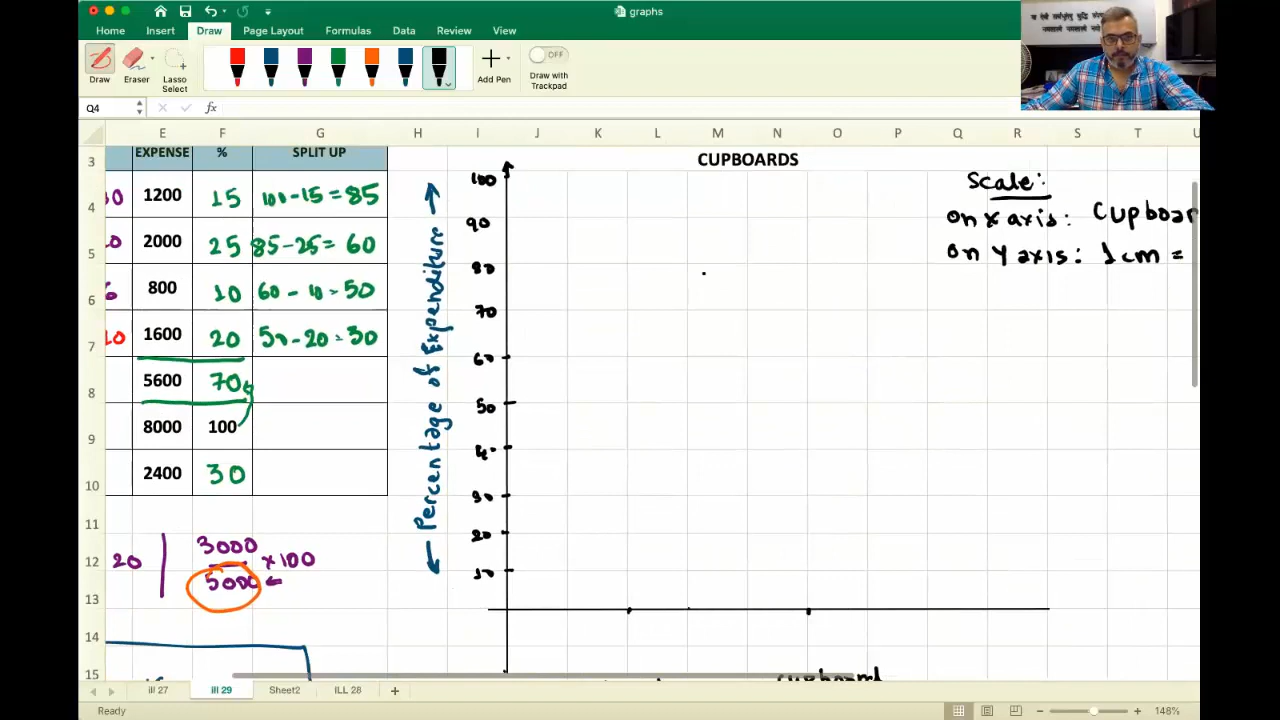 graphs
Home Insert Draw Page Layout Formulas Data Review View
Draw Eraser Lasso Select Add Pen OFF Draw with Trackpad
Q4 fx
E F G H I J K L M N O P Q R S T U
3 EXPENSE % SPLIT UP CUPBOARDS
4 1200 15 100-15 = 85
5 2000 25 85-25 = 60
6 800 10 60 - 10 = 50
7 1600 20 50 - 20 = 30
8 5600 70
9 8000 100
10 2400 30
11
12 20 3000 x100
13 5000
14
15
← Percentage of Expenditure →
100
90
80
70
60
50
40
30
20
10
Scale:
on x axis: Cupboar
on Y axis: 1cm =
cupboard
ill 27 ill 29 Sheet2 ILL 28 +
Ready 148%